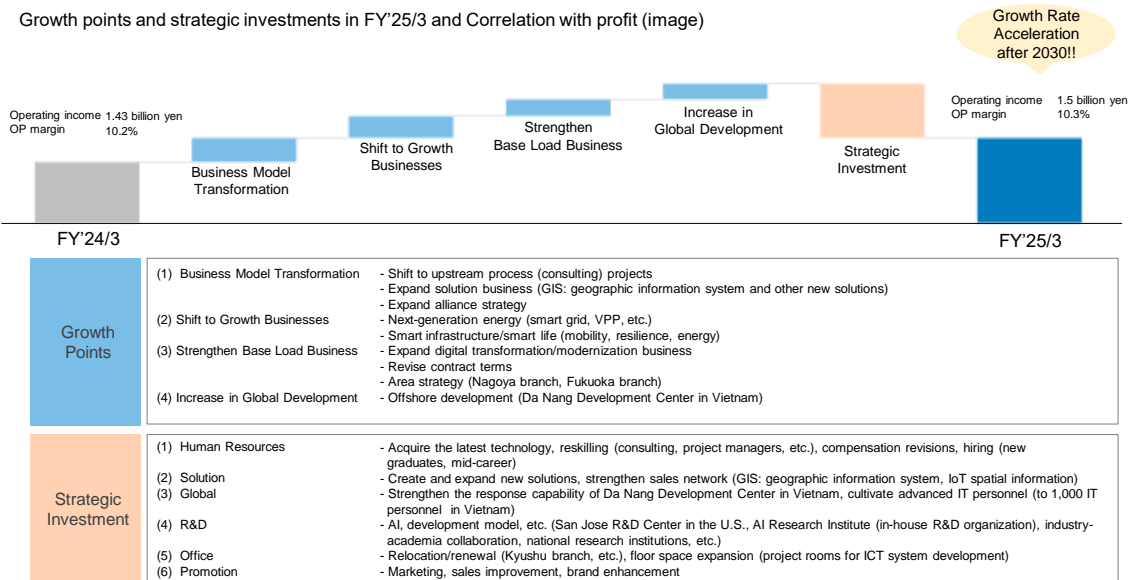 Growth points and strategic investments in FY'25/3 and Correlation with profit (image)
Growth Rate
Acceleration
after 2030!!
Operating income 1.43 billion yen
OP margin 10.2%
Business Model
Transformation
Shift to Growth
Businesses
Strengthen
Base Load Business
Increase in
Global Development
Strategic
Investment
Operating income 1.5 billion yen
OP margin 10.3%
FY'24/3
FY'25/3
Growth
Points
(1) Business Model Transformation - Shift to upstream process (consulting) projects
- Expand solution business (GIS: geographic information system and other new solutions)
- Expand alliance strategy
(2) Shift to Growth Businesses - Next-generation energy (smart grid, VPP, etc.)
- Smart infrastructure/smart life (mobility, resilience, energy)
(3) Strengthen Base Load Business - Expand digital transformation/modernization business
- Revise contract terms
- Area strategy (Nagoya branch, Fukuoka branch)
(4) Increase in Global Development - Offshore development (Da Nang Development Center in Vietnam)
Strategic
Investment
(1) Human Resources - Acquire the latest technology, reskilling (consulting, project managers, etc.), compensation revisions, hiring (new
graduates, mid-career)
(2) Solution - Create and expand new solutions, strengthen sales network (GIS: geographic information system, IoT spatial information)
(3) Global - Strengthen the response capability of Da Nang Development Center in Vietnam, cultivate advanced IT personnel (to 1,000 IT
personnel in Vietnam)
(4) R&D - AI, development model, etc. (San Jose R&D Center in the U.S., AI Research Institute (in-house R&D organization), industry-
academia collaboration, national research institutions, etc.)
(5) Office - Relocation/renewal (Kyushu branch, etc.), floor space expansion (project rooms for ICT system development)
(6) Promotion - Marketing, sales improvement, brand enhancement